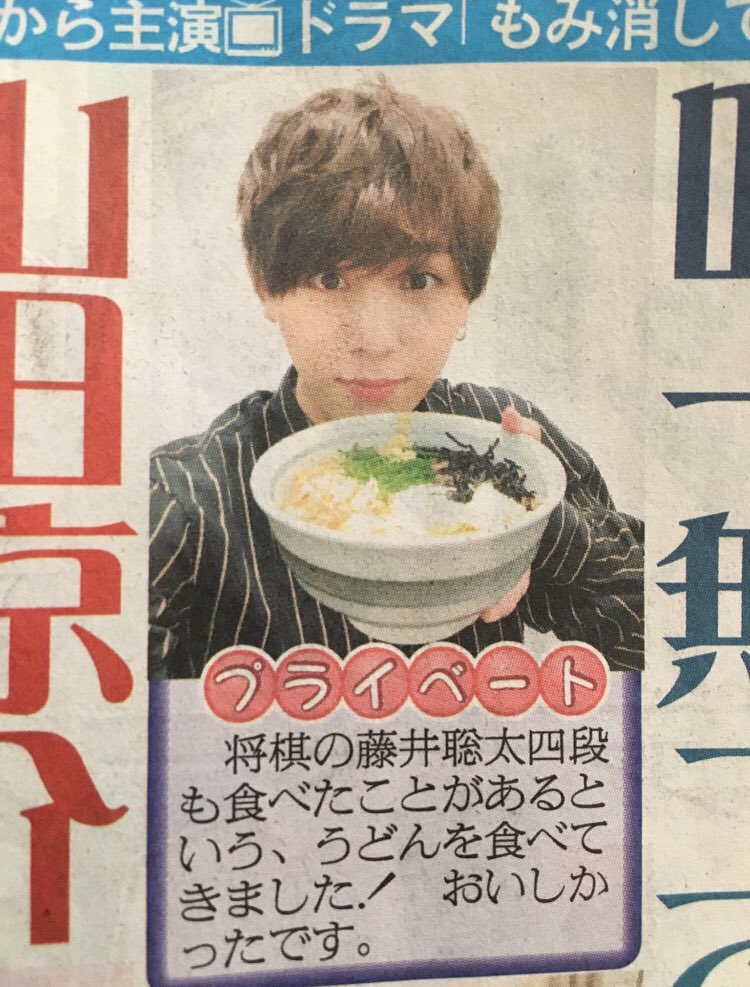 から主演ドラマ「もみ消して
山田涼介
プライベート
将棋の藤井聡太四段
も食べたことがあると
いう、うどんを食べて
きました！　おいしか
ったです。